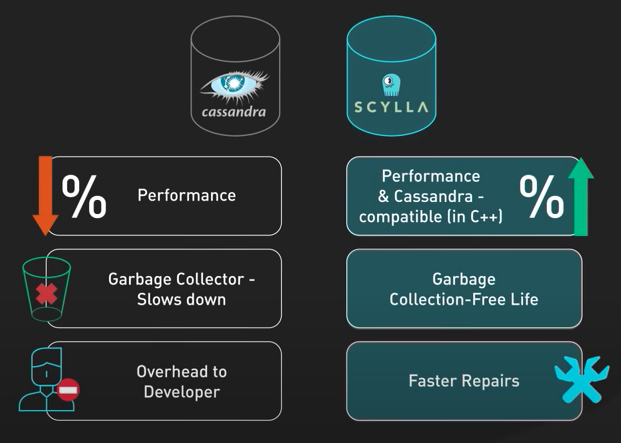 cassandra
SCYLLA
% Performance
Performance
& Cassandra -
compatible (in C++) %
Garbage Collector -
Slows down
Garbage
Collection-Free Life
Overhead to
Developer
Faster Repairs